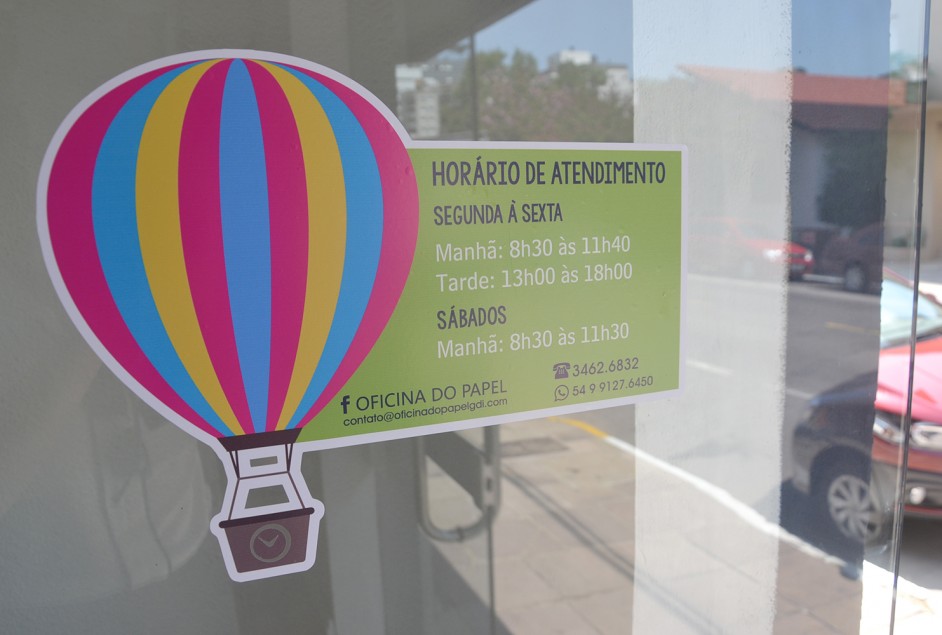 HORÁRIO DE ATENDIMENTO
SEGUNDA À SEXTA
Manhã: 8h30 às 11h40
Tarde: 13h00 às 18h00
SÁBADOS
Manhã: 8h30 às 11h30
3462.6832
54 9 9127.6450
f OFICINA DO PAPEL
contato@oficinadopapelgdi.com